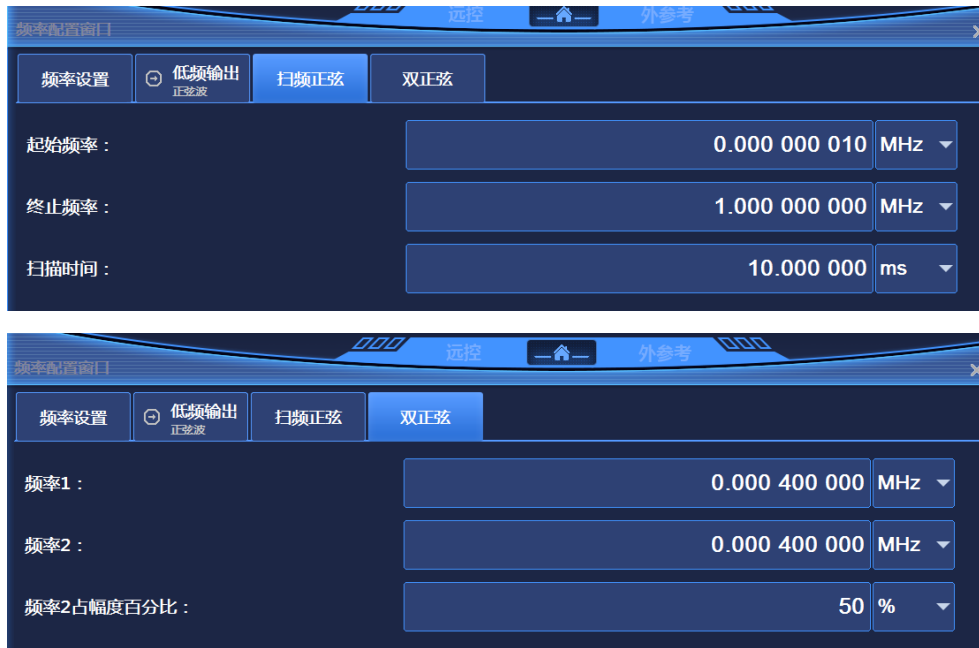 远控 外参考
频率配置窗口 x
频率设置 低频输出 扫频正弦 双正弦
正弦波
起始频率： 0.000 000 010 MHz
终止频率： 1.000 000 000 MHz
扫描时间： 10.000 000 ms
远控 外参考
频率配置窗口 x
频率设置 低频输出 扫频正弦 双正弦
正弦波
频率1： 0.000 400 000 MHz
频率2： 0.000 400 000 MHz
频率2占幅度百分比： 50 %